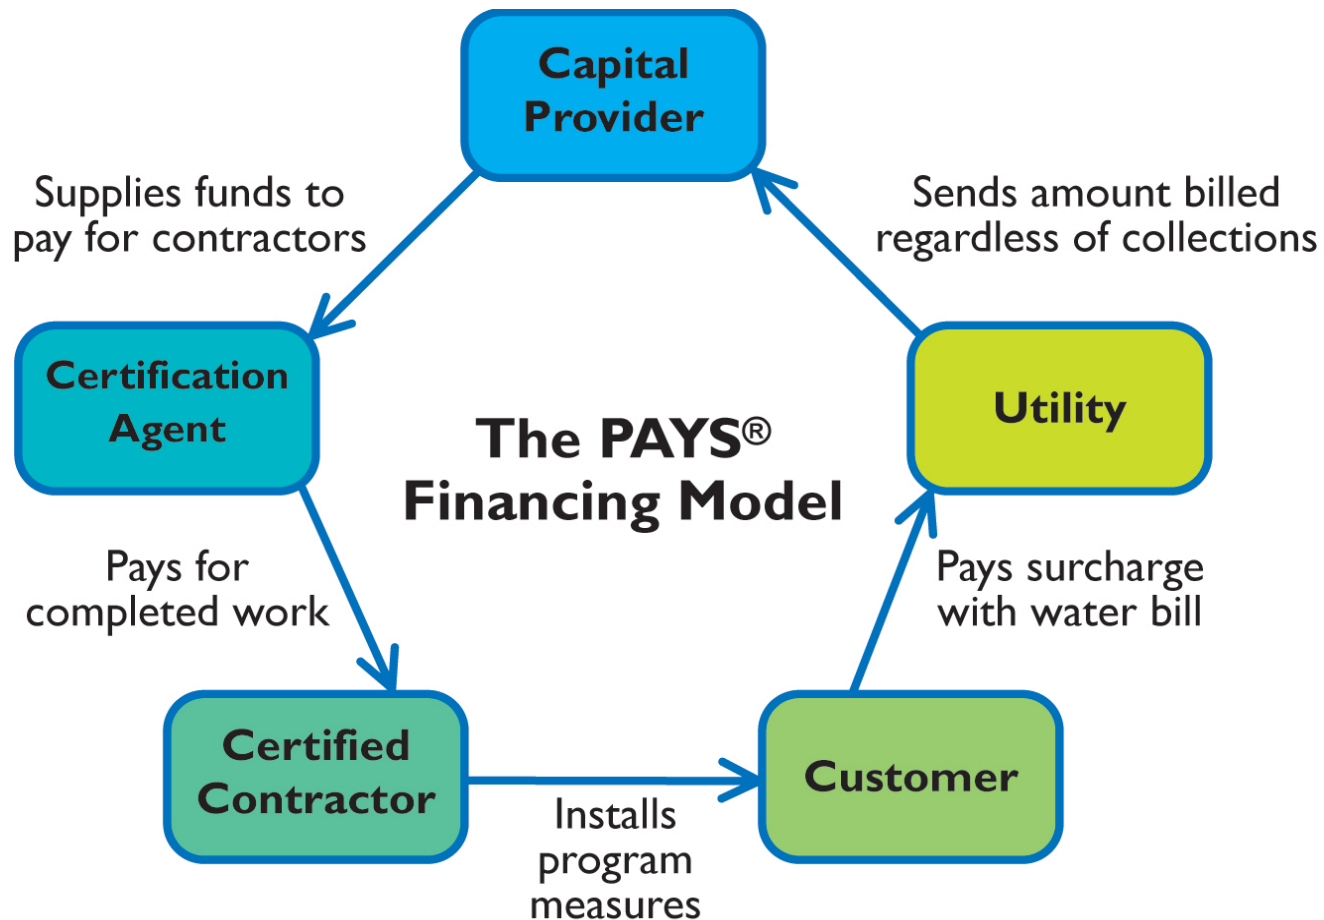 Capital
Provider
Supplies funds to
pay for contractors
Sends amount billed
regardless of collections
Certification
Agent
Utility
The PAYS®
Financing Model
Pays for
completed work
Pays surcharge
with water bill
Certified
Contractor
Customer
Installs
program
measures